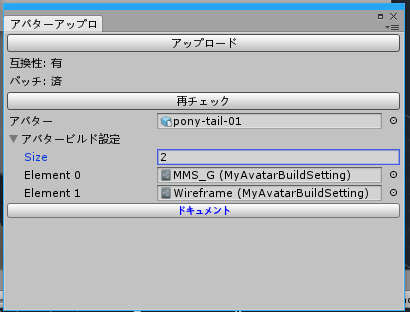 アバターアップロ
アップロード
互換性: 有
パッチ: 済
再チェック
アバター pony-tail-01
アバタービルド設定
Size 2
Element 0 MMS_G (MyAvatarBuildSetting)
Element 1 Wireframe (MyAvatarBuildSetting)
ドキュメント